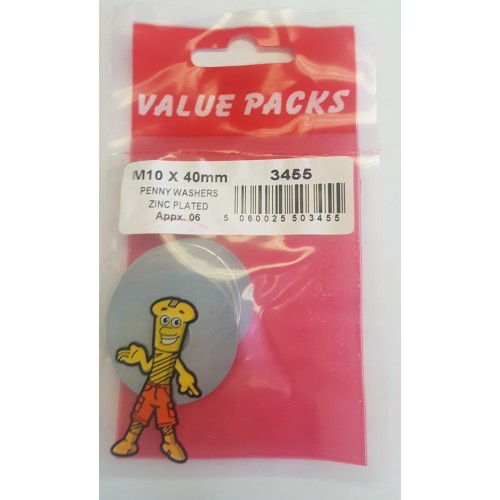 VALUE PACKS
M10 X 40mm 3455
PENNY WASHERS
ZINC PLATED
Appx. 06
5 060025 503455